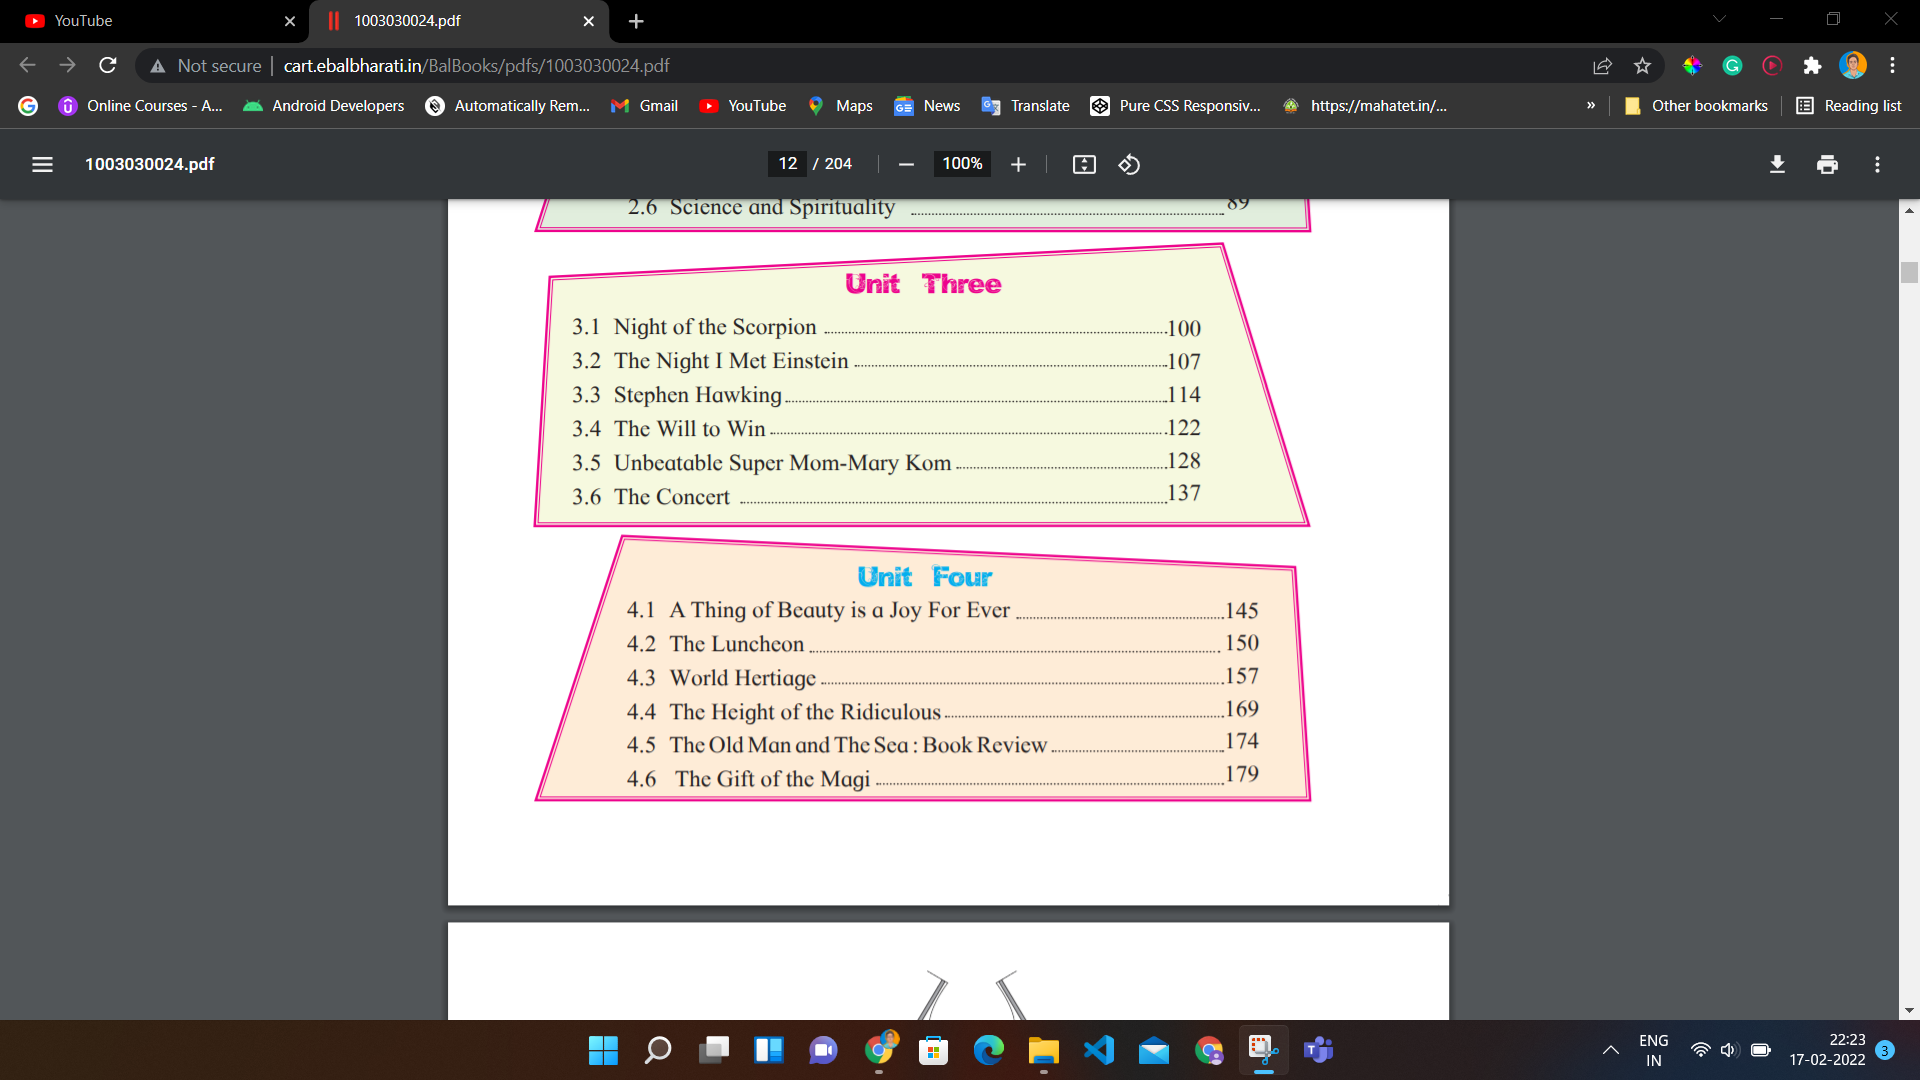 YouTube
1003030024.pdf
Not secure | cart.ebalbharati.in/BalBooks/pdfs/1003030024.pdf
Online Courses - A...
Android Developers
Automatically Rem...
Gmail
YouTube
Maps
News
Translate
Pure CSS Responsiv...
https://mahatet.in/...
»
Other bookmarks
Reading list
1003030024.pdf
12 / 204
100%
2.6 Science and Spirituality 89
Unit Three
3.1 Night of the Scorpion 100
3.2 The Night I Met Einstein 107
3.3 Stephen Hawking 114
3.4 The Will to Win 122
3.5 Unbeatable Super Mom-Mary Kom 128
3.6 The Concert 137
Unit Four
4.1 A Thing of Beauty is a Joy For Ever 145
4.2 The Luncheon 150
4.3 World Hertiage 157
4.4 The Height of the Ridiculous 169
4.5 The Old Man and The Sea : Book Review 174
4.6 The Gift of the Magi 179
ENG
IN
22:23
17-02-2022
3